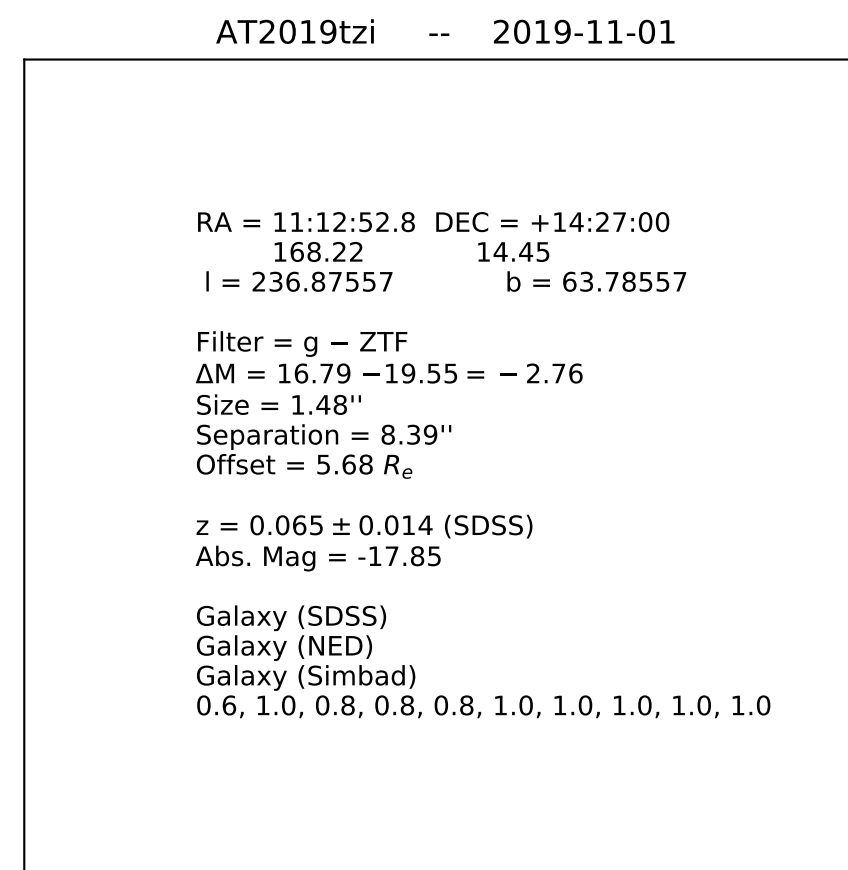 AT2019tzi -- 2019-11-01
RA = 11:12:52.8 DEC = +14:27:00
168.22 14.45
l = 236.87557 b = 63.78557
Filter = g − ZTF
ΔM = 16.79 −19.55 = − 2.76
Size = 1.48''
Separation = 8.39''
Offset = 5.68 Re
z = 0.065 ± 0.014 (SDSS)
Abs. Mag = -17.85
Galaxy (SDSS)
Galaxy (NED)
Galaxy (Simbad)
0.6, 1.0, 0.8, 0.8, 0.8, 1.0, 1.0, 1.0, 1.0, 1.0